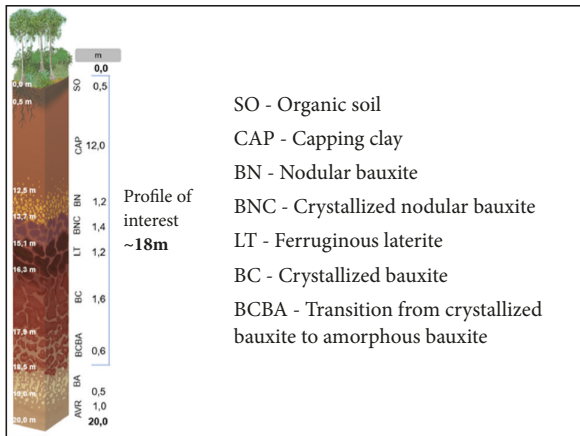 m
0,0
0,0 m
SO
0,5
0,5 m
CAP
12,0
12,5 m
BN
1,2
13,7 m
BNC
1,4
15,1 m
LT
1,2
16,3 m
BC
1,6
17,9 m
BCBA
0,6
18,5 m
BA
0,5
19,0 m
AVR
1,0
20,0 m
20,0
Profile of
interest
~18m
SO - Organic soil
CAP - Capping clay
BN - Nodular bauxite
BNC - Crystallized nodular bauxite
LT - Ferruginous laterite
BC - Crystallized bauxite
BCBA - Transition from crystallized
bauxite to amorphous bauxite